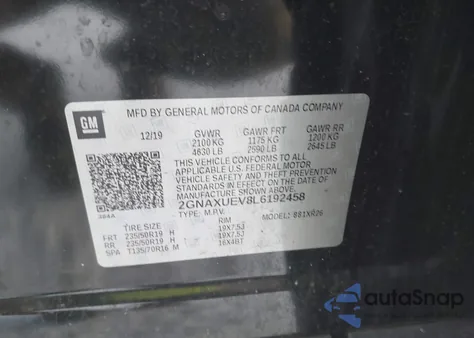 GM
MFD BY GENERAL MOTORS OF CANADA COMPANY
12/19 GVWR GAWR FRT GAWR RR
2100 KG 1175 KG 1200 KG
4630 LB 2590 LB 2645 LB
THIS VEHICLE CONFORMS TO ALL
APPLICABLE U.S. FEDERAL MOTOR
VEHICLE SAFETY AND THEFT
PREVENTION STANDARDS IN EFFECT
ON THE DATE OF MANUFACTURE
SHOWN ABOVE.
2GNAXUEV8L6192458
TYPE: M.P.V. MODEL: 881XR26
TIRE SIZE RIM
FRT 235/50R19 H 19X7.5J
RR 235/50R19 H 19X7.5J
SPA T135/70R16 M 16X4BT
autoSnap